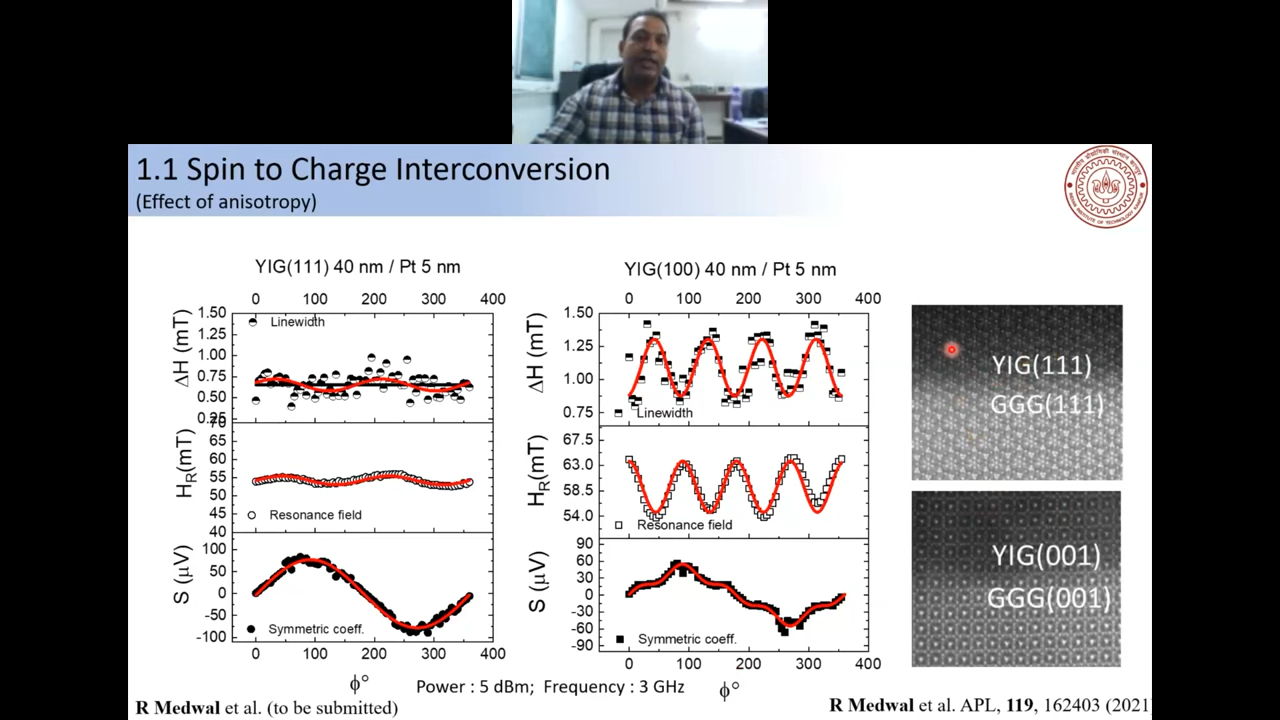 1.1 Spin to Charge Interconversion
(Effect of anisotropy)
YIG(111) 40 nm / Pt 5 nm
0 100 200 300 400
ΔH (mT)
1.50
1.25
1.00
0.75
0.50
0.25
Linewidth
H_R(mT)
70
65
60
55
50
45
40
Resonance field
S (μV)
100
50
0
-50
-100
Symmetric coeff.
0 100 200 300 400
ϕ°
YIG(100) 40 nm / Pt 5 nm
0 100 200 300 400
ΔH (mT)
1.50
1.25
1.00
0.75
Linewidth
H_R(mT)
67.5
63.0
58.5
54.0
Resonance field
S (μV)
90
60
30
0
-30
-60
-90
Symmetric coeff.
0 100 200 300 400
ϕ°
YIG(111)
GGG(111)
YIG(001)
GGG(001)
Power : 5 dBm; Frequency : 3 GHz
R Medwal et al. (to be submitted)
R Medwal et al. APL, 119, 162403 (2021